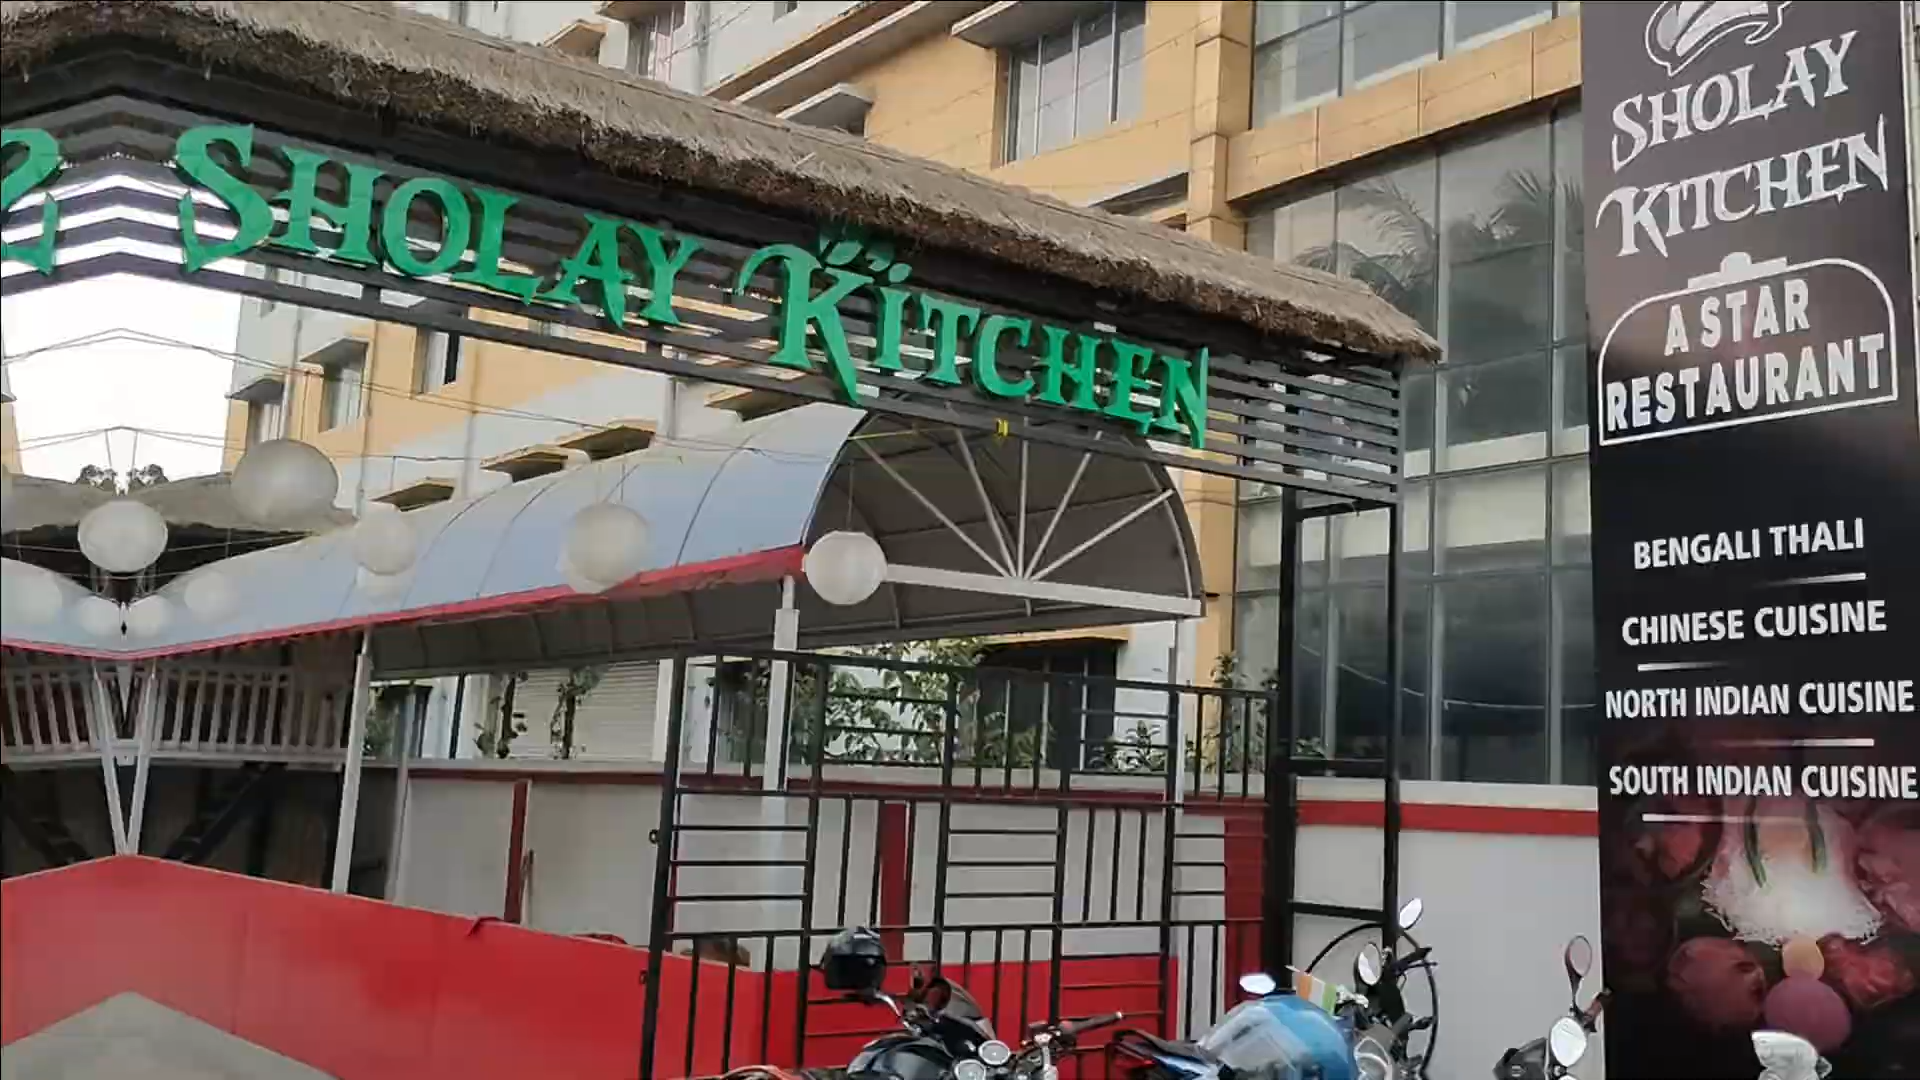 SHOLAY KITCHEN
SHOLAY
KITCHEN
A STAR
RESTAURANT
BENGALI THALI
CHINESE CUISINE
NORTH INDIAN CUISINE
SOUTH INDIAN CUISINE